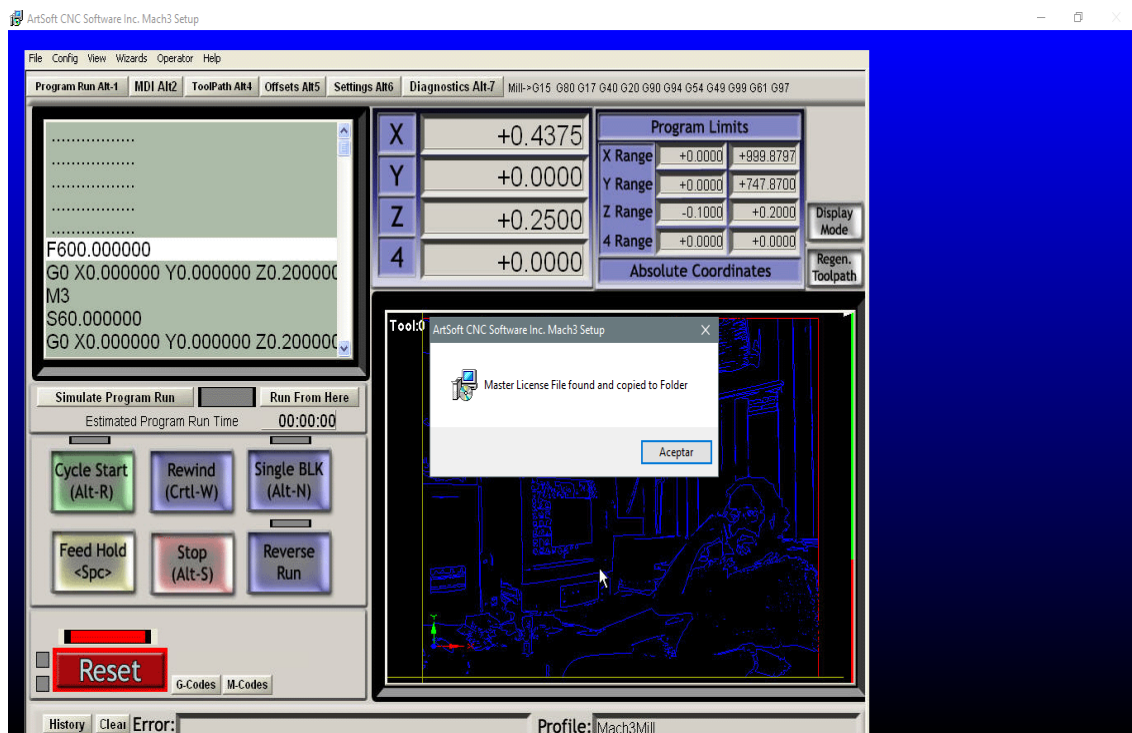 ArtSoft CNC Software Inc. Mach3 Setup
File Config View Wizards Operator Help
Program Run Alt-1 MDI Alt2 ToolPath Alt4 Offsets Alt5 Settings Alt6 Diagnostics Alt-7 Mill->G15 G80 G17 G40 G20 G90 G94 G54 G49 G99 G61 G97
.................
.................
.................
.................
.................
F600.000000
G0 X0.000000 Y0.000000 Z0.200000
M3
S60.000000
G0 X0.000000 Y0.000000 Z0.200000
X +0.4375
Y +0.0000
Z +0.2500
4 +0.0000
Program Limits
X Range +0.0000 +999.8797
Y Range +0.0000 +747.8700
Z Range -0.1000 +0.2000
4 Range +0.0000 +0.0000
Absolute Coordinates
Display
Mode
Regen.
Toolpath
Tool:0
ArtSoft CNC Software Inc. Mach3 Setup X
Master License File found and copied to Folder
Aceptar
Simulate Program Run Run From Here
Estimated Program Run Time 00:00:00
Cycle Start
(Alt-R)
Rewind
(Crtl-W)
Single BLK
(Alt-N)
Feed Hold
<Spc>
Stop
(Alt-S)
Reverse
Run
Reset
G-Codes M-Codes
History Clear Error:
Profile: Mach3Mill